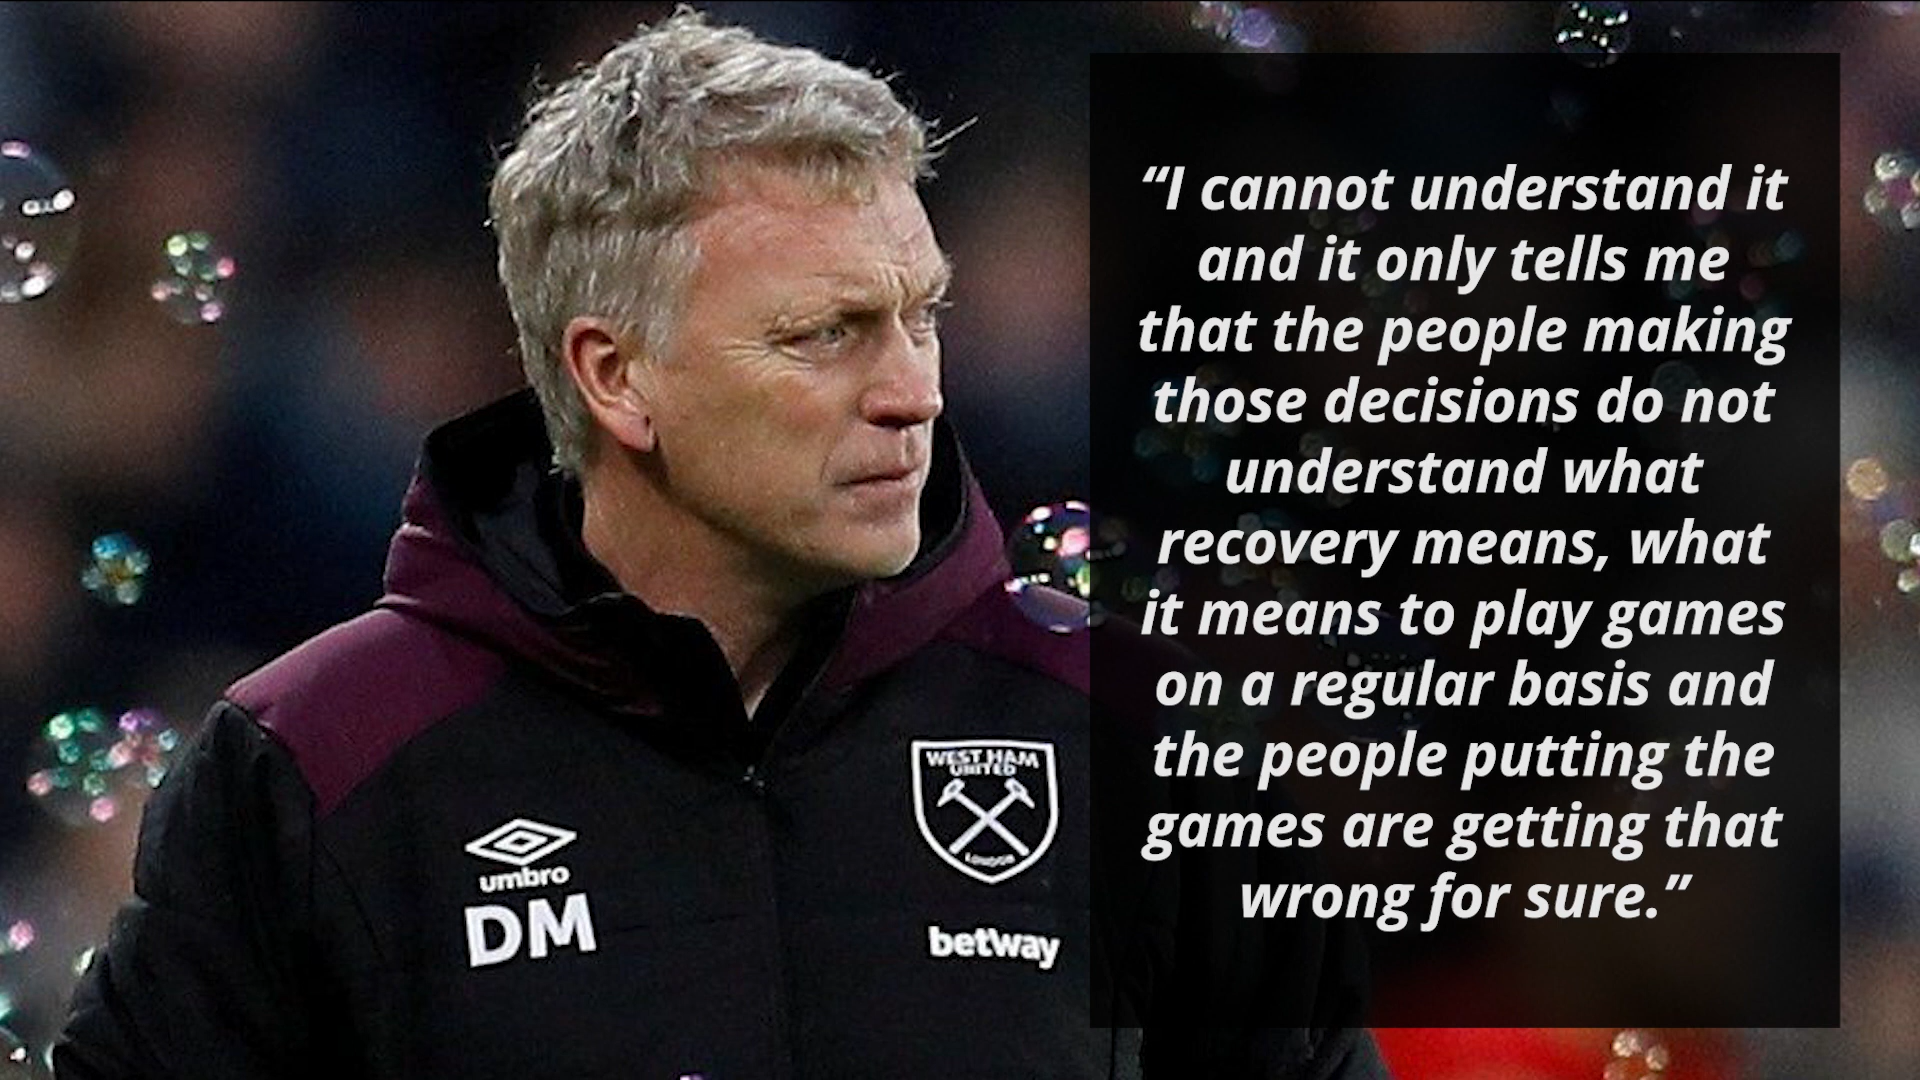 “I cannot understand it
and it only tells me
that the people making
those decisions do not
understand what
recovery means, what
it means to play games
on a regular basis and
the people putting the
games are getting that
wrong for sure.”
WEST HAM
UNITED
LONDON
umbro
DM
betway